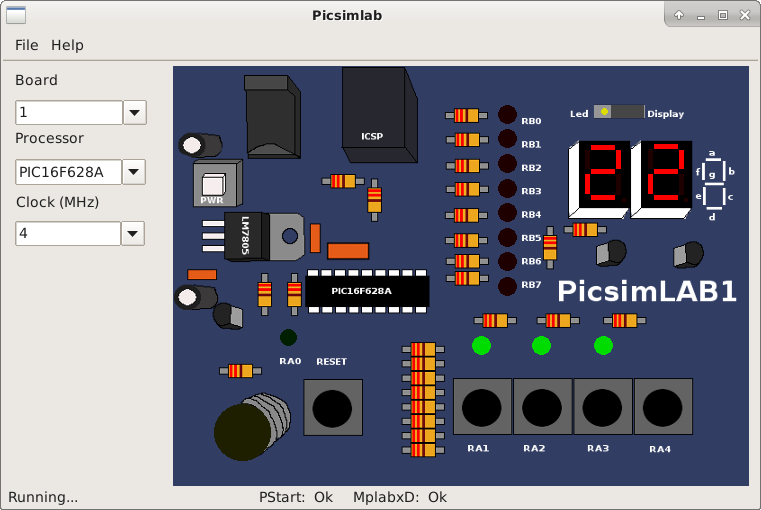 Picsimlab
File Help
Board
1
Processor
PIC16F628A
Clock (MHz)
4
ICSP
PWR
LM7805
PIC16F628A
RA0
RESET
RB0
RB1
RB2
RB3
RB4
RB5
RB6
RB7
Led Display
22
a
f g b
e c
d
PicsimLAB1
RA1 RA2 RA3 RA4
Running... PStart: Ok MplabxD: Ok